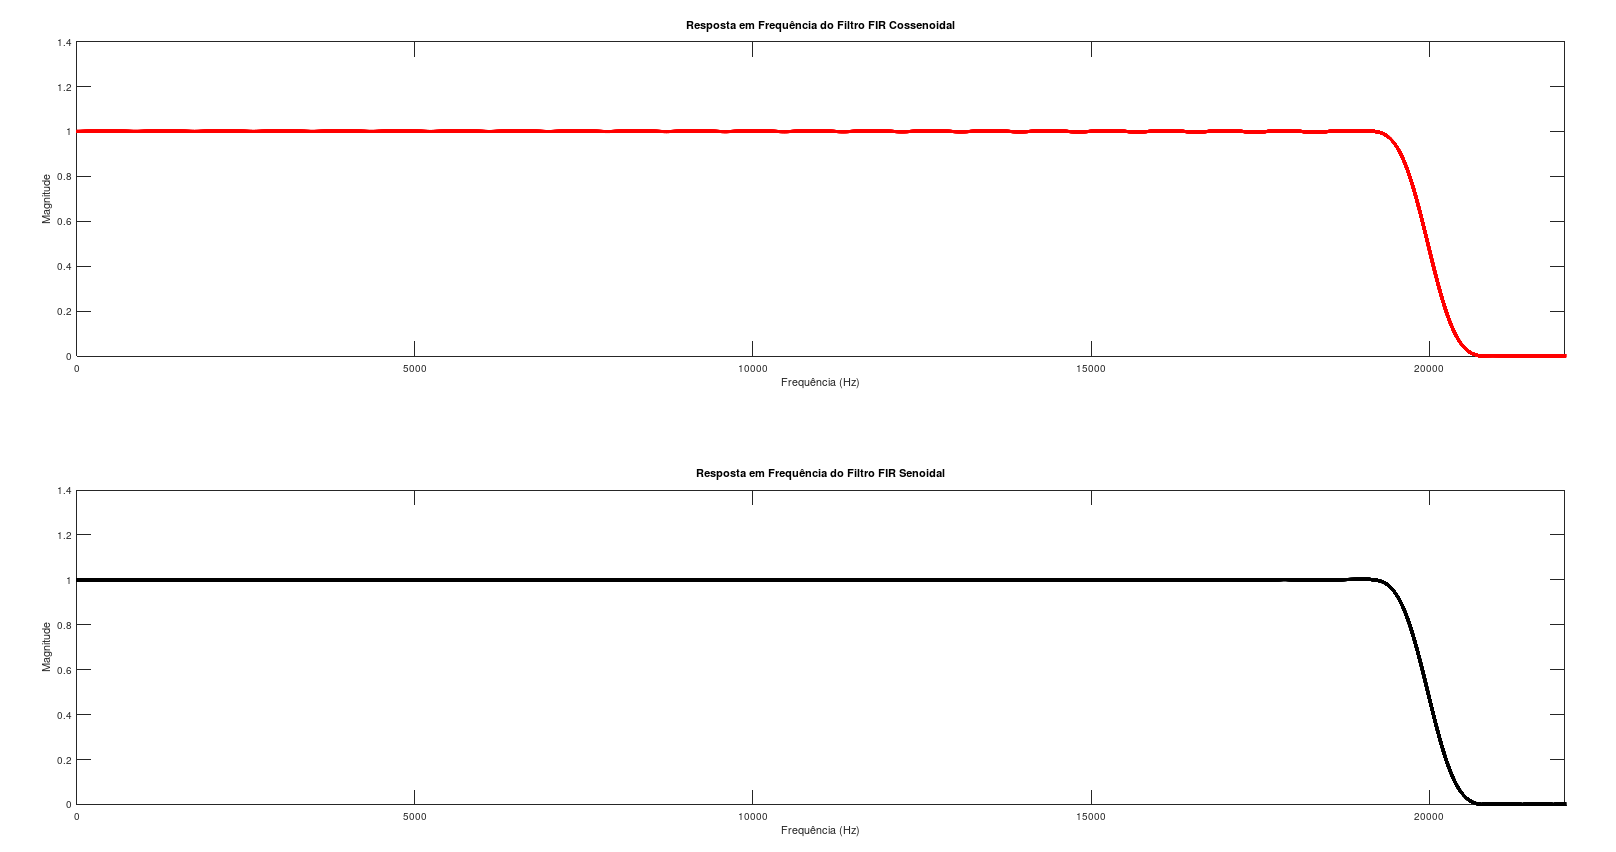 Resposta em Frequência do Filtro FIR Cossenoidal
1.4
1.2
1
0.8
0.6
0.4
0.2
0
Magnitude
0 5000 10000 15000 20000
Frequência (Hz)
Resposta em Frequência do Filtro FIR Senoidal
1.4
1.2
1
0.8
0.6
0.4
0.2
0
Magnitude
0 5000 10000 15000 20000
Frequência (Hz)